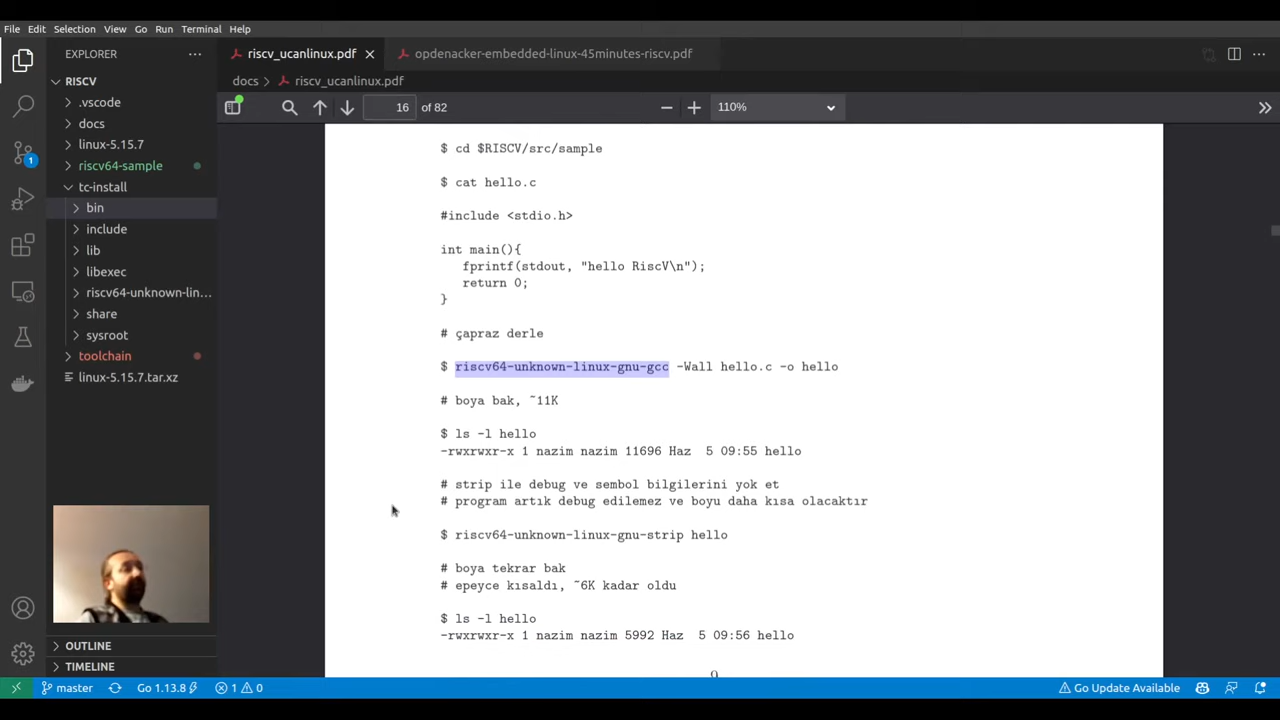 File Edit Selection View Go Run Terminal Help
EXPLORER
riscv_ucanlinux.pdf
opdenacker-embedded-linux-45minutes-riscv.pdf
RISCV
docs
riscv_ucanlinux.pdf
.vscode
docs
linux-5.15.7
riscv64-sample
tc-install
bin
include
lib
libexec
riscv64-unknown-lin...
share
sysroot
toolchain
linux-5.15.7.tar.xz
OUTLINE
TIMELINE
1
16 of 82
110%
$ cd $RISCV/src/sample
$ cat hello.c
#include <stdio.h>
int main(){
fprintf(stdout, "hello RiscV\n");
return 0;
}
# çapraz derle
$ riscv64-unknown-linux-gnu-gcc -Wall hello.c -o hello
# boya bak, ~11K
$ ls -l hello
-rwxrwxr-x 1 nazim nazim 11696 Haz 5 09:55 hello
# strip ile debug ve sembol bilgilerini yok et
# program artık debug edilemez ve boyu daha kısa olacaktır
$ riscv64-unknown-linux-gnu-strip hello
# boya tekrar bak
# epeyce kısaldı, ~6K kadar oldu
$ ls -l hello
-rwxrwxr-x 1 nazim nazim 5992 Haz 5 09:56 hello
master Go 1.13.8 1 0 Go Update Available